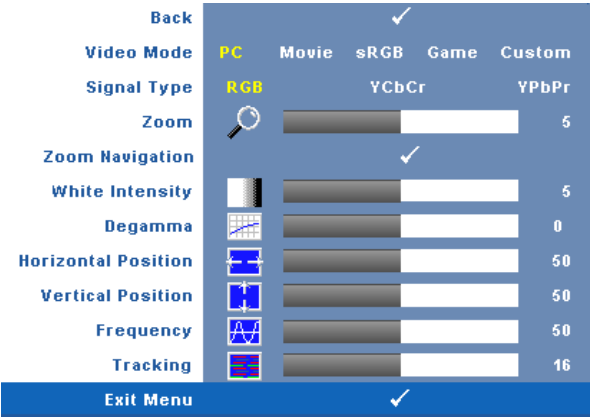 Back
Video Mode PC Movie sRGB Game Custom
Signal Type RGB YCbCr YPbPr
Zoom 5
Zoom Navigation
White Intensity 5
Degamma 0
Horizontal Position 50
Vertical Position 50
Frequency 50
Tracking 16
Exit Menu